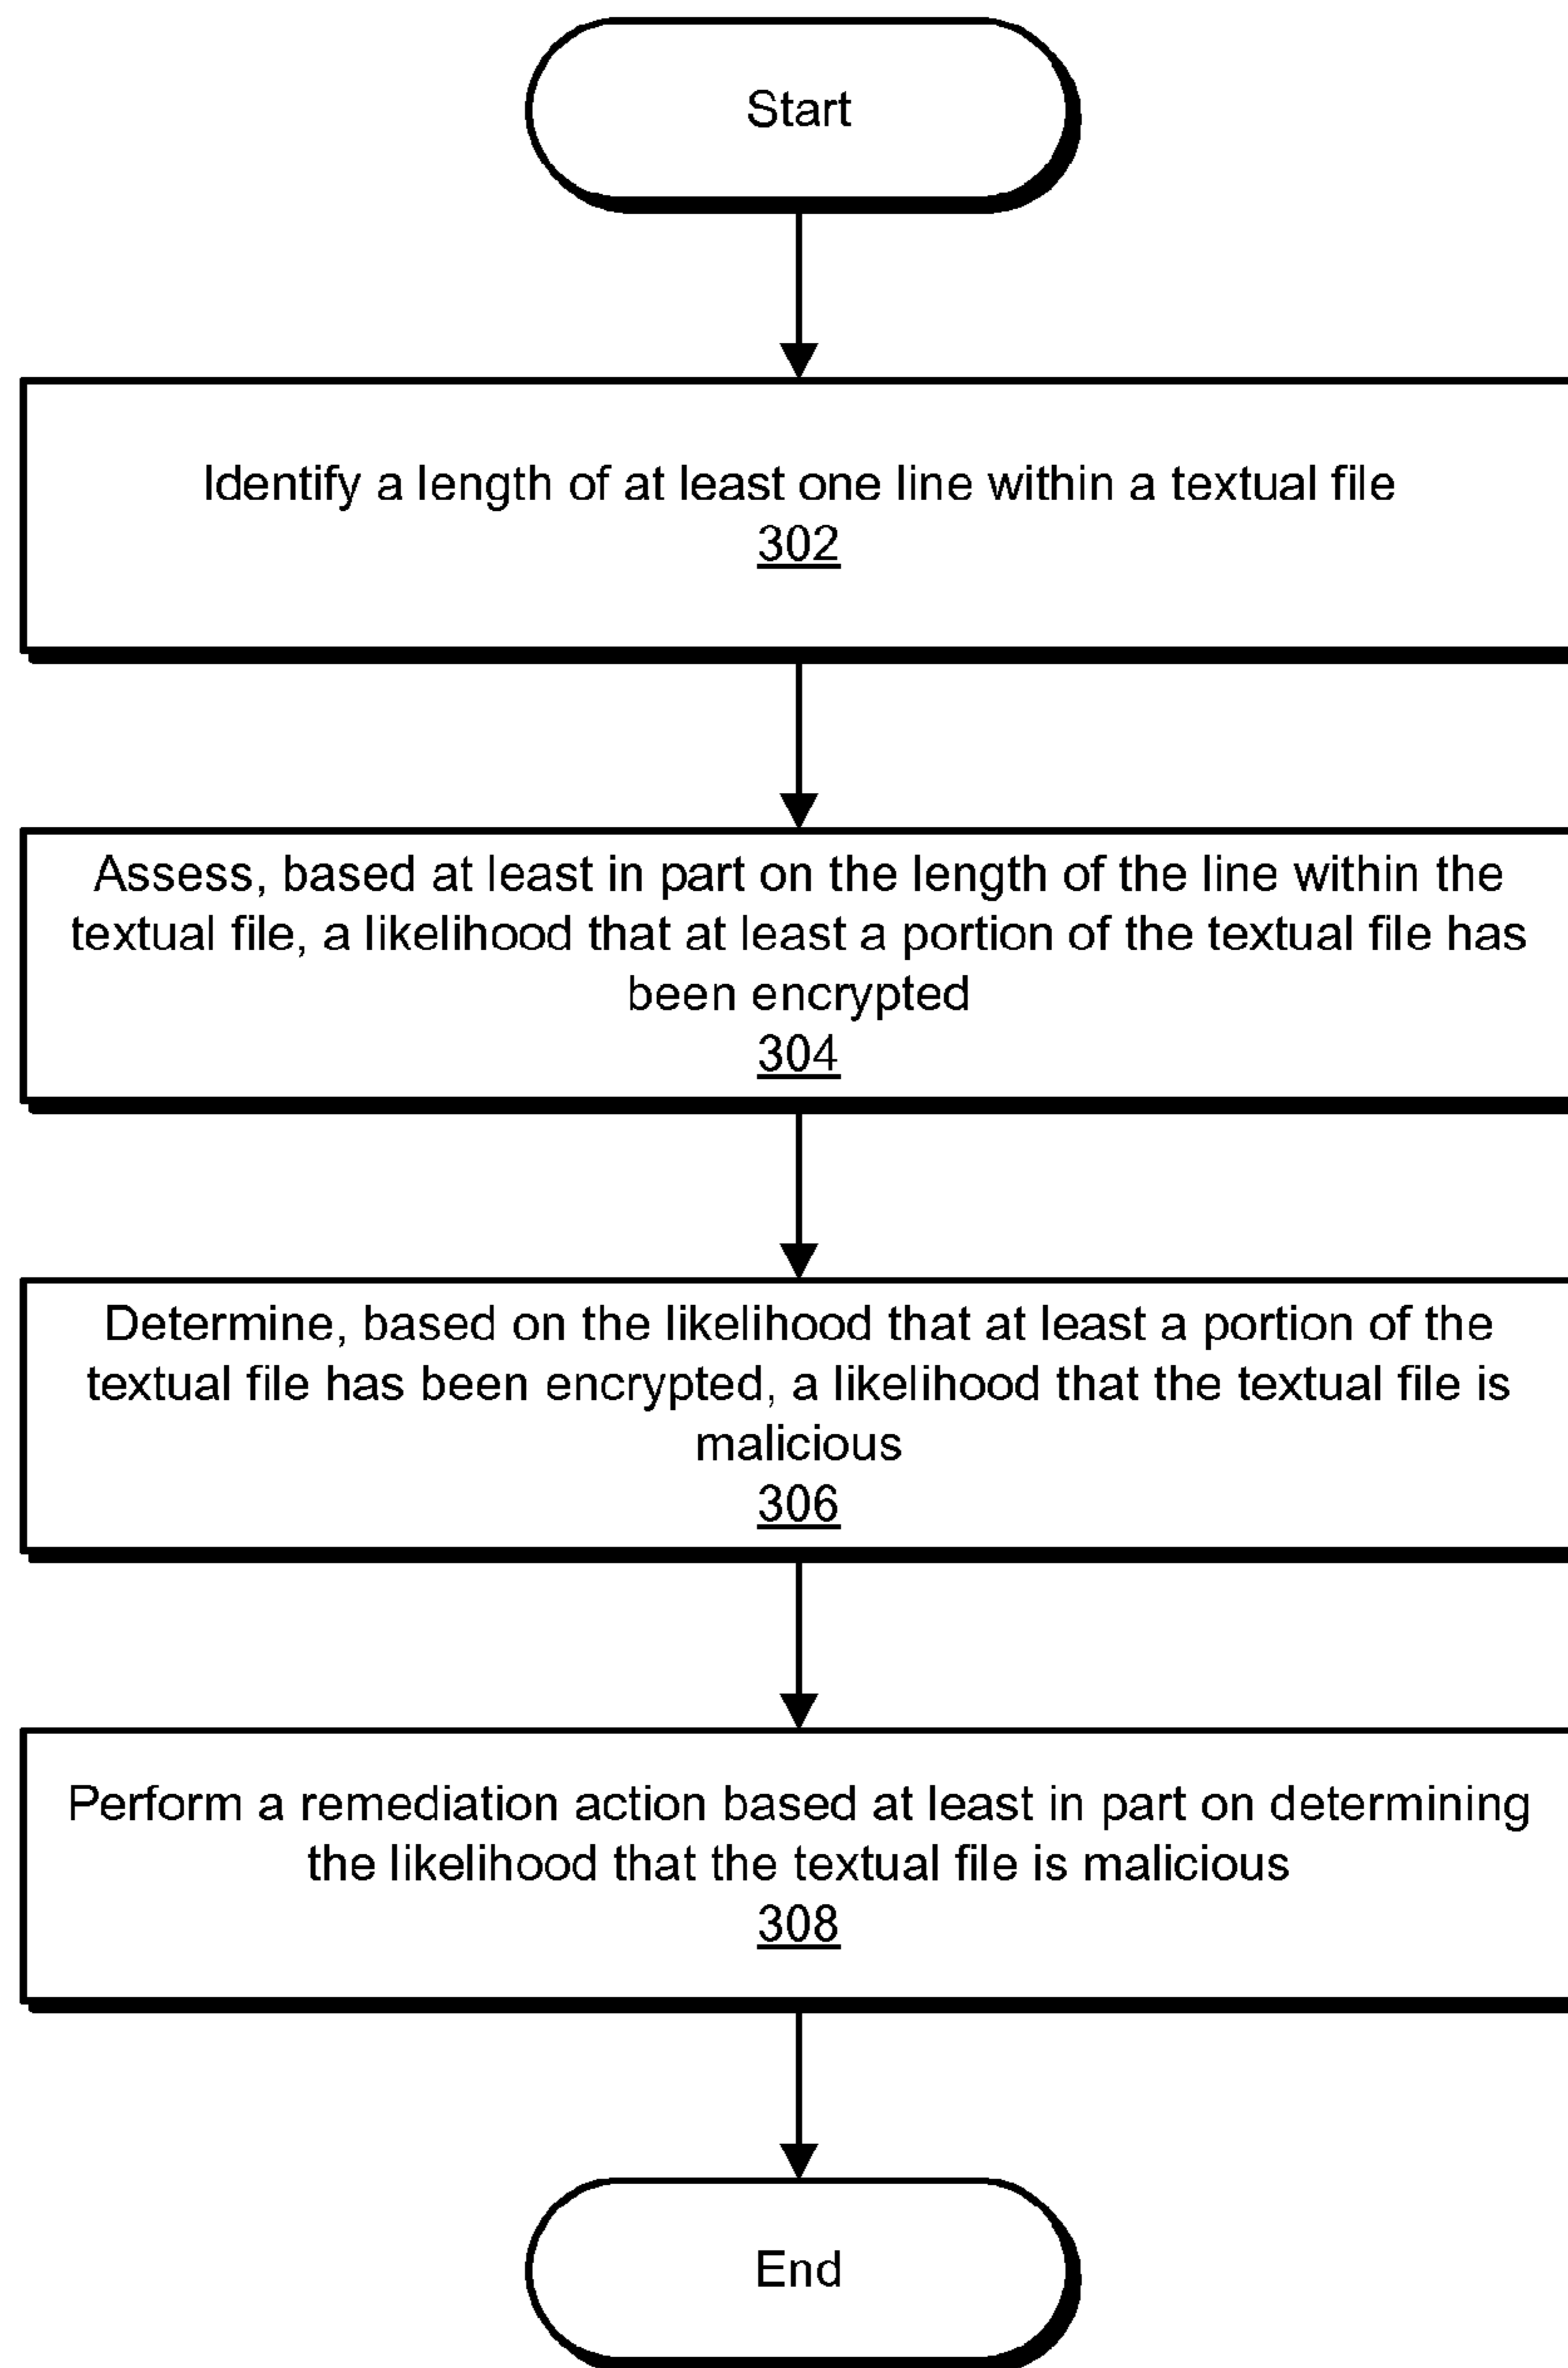 Start
Identify a length of at least one line within a textual file
302
Assess, based at least in part on the length of the line within the
textual file, a likelihood that at least a portion of the textual file has
been encrypted
304
Determine, based on the likelihood that at least a portion of the
textual file has been encrypted, a likelihood that the textual file is
malicious
306
Perform a remediation action based at least in part on determining
the likelihood that the textual file is malicious
308
End